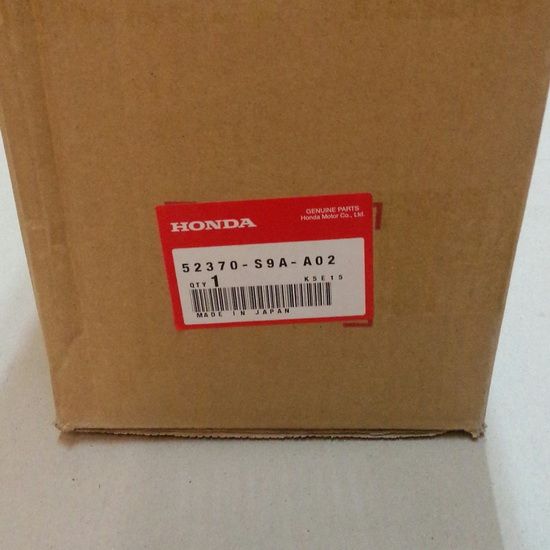 HONDA
GENUINE PARTS
Honda Motor Co., Ltd.
52370-S9A-A02
QTY 1 K5E15
MADE IN JAPAN